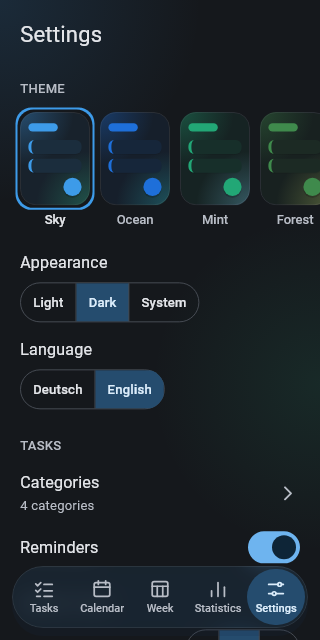 Settings
THEME
Sky
Ocean
Mint
Forest
Appearance
Light
Dark
System
Language
Deutsch
English
TASKS
Categories
4 categories
Reminders
Tasks
Calendar
Week
Statistics
Settings